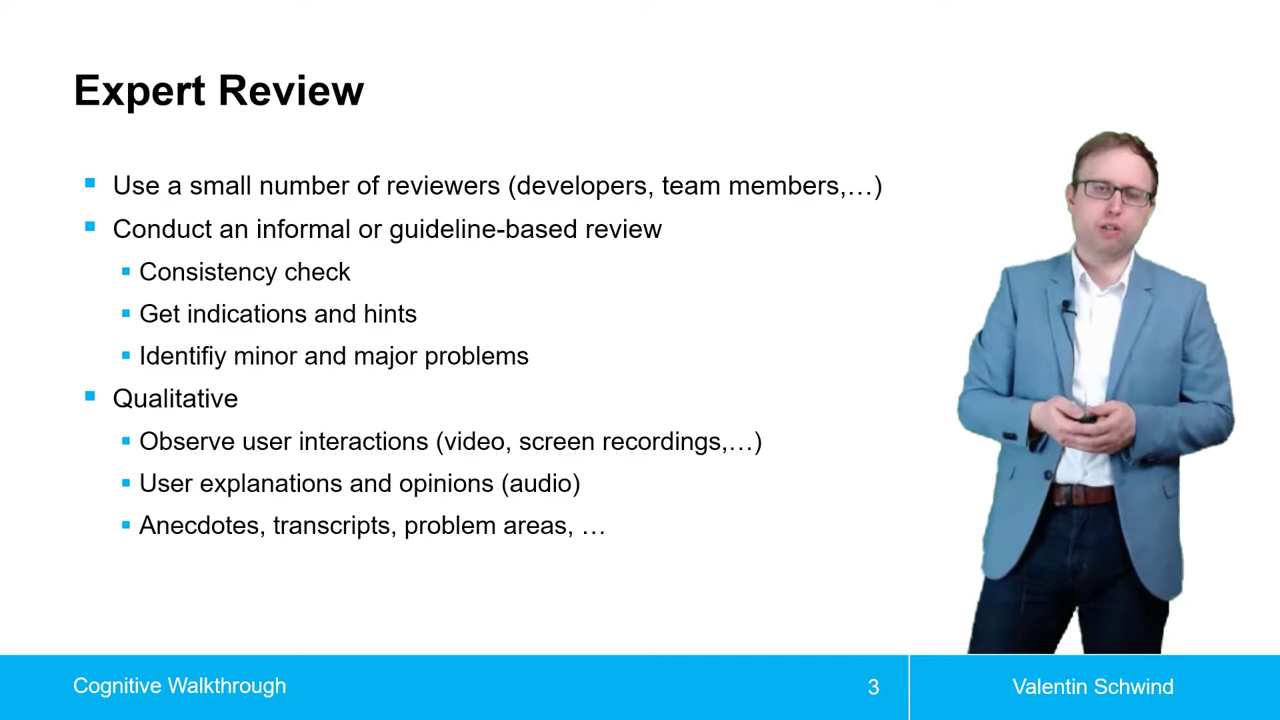 Expert Review
Use a small number of reviewers (developers, team members,…)
Conduct an informal or guideline-based review
Consistency check
Get indications and hints
Identifiy minor and major problems
Qualitative
Observe user interactions (video, screen recordings,…)
User explanations and opinions (audio)
Anecdotes, transcripts, problem areas, …
Cognitive Walkthrough
3
Valentin Schwind